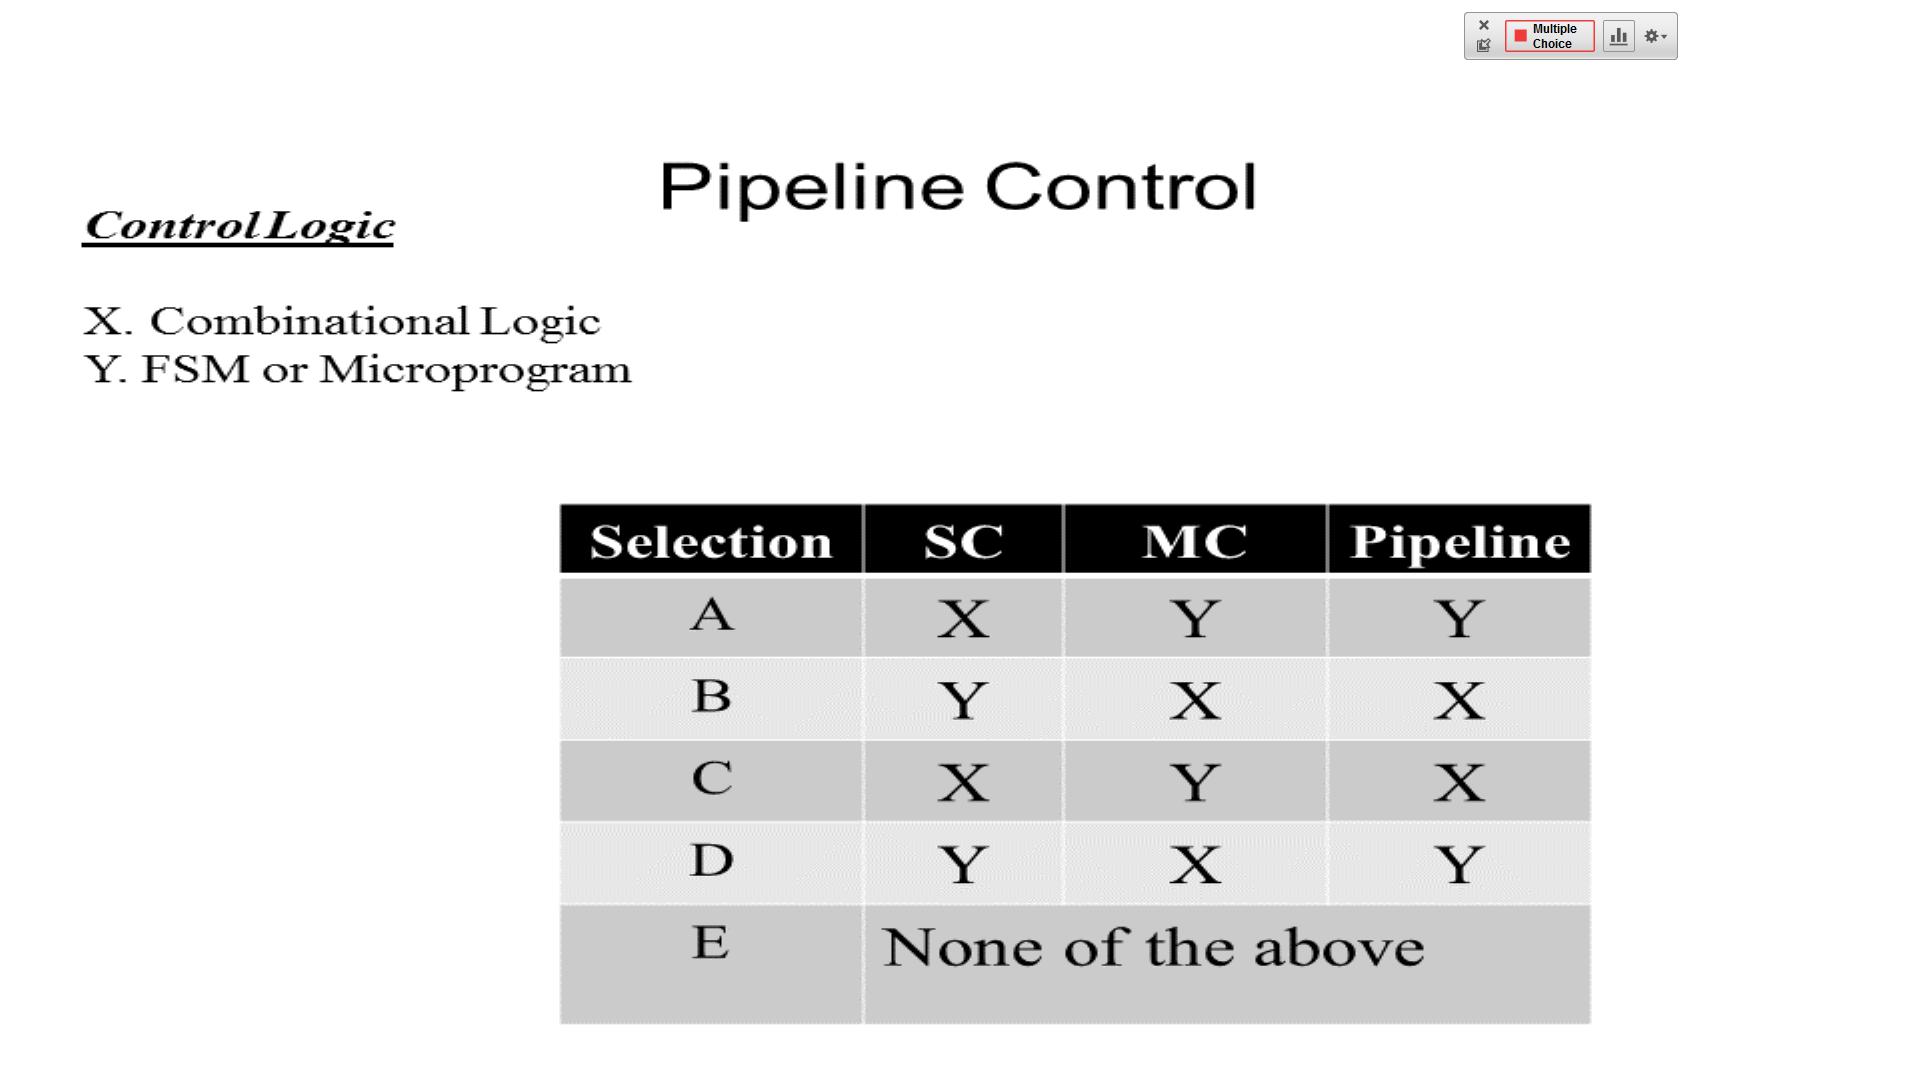 Multiple
Choice
Pipeline Control
Control Logic
X. Combinational Logic
Y. FSM or Microprogram
Selection SC MC Pipeline
A X Y Y
B Y X X
C X Y X
D Y X Y
E None of the above